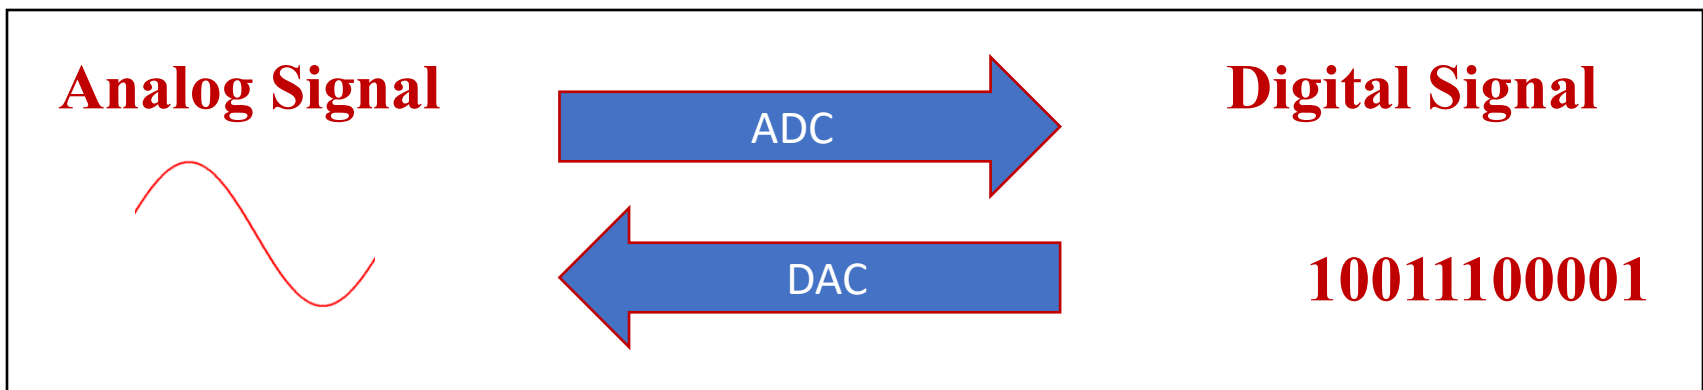 Analog Signal
ADC
Digital Signal
DAC
10011100001